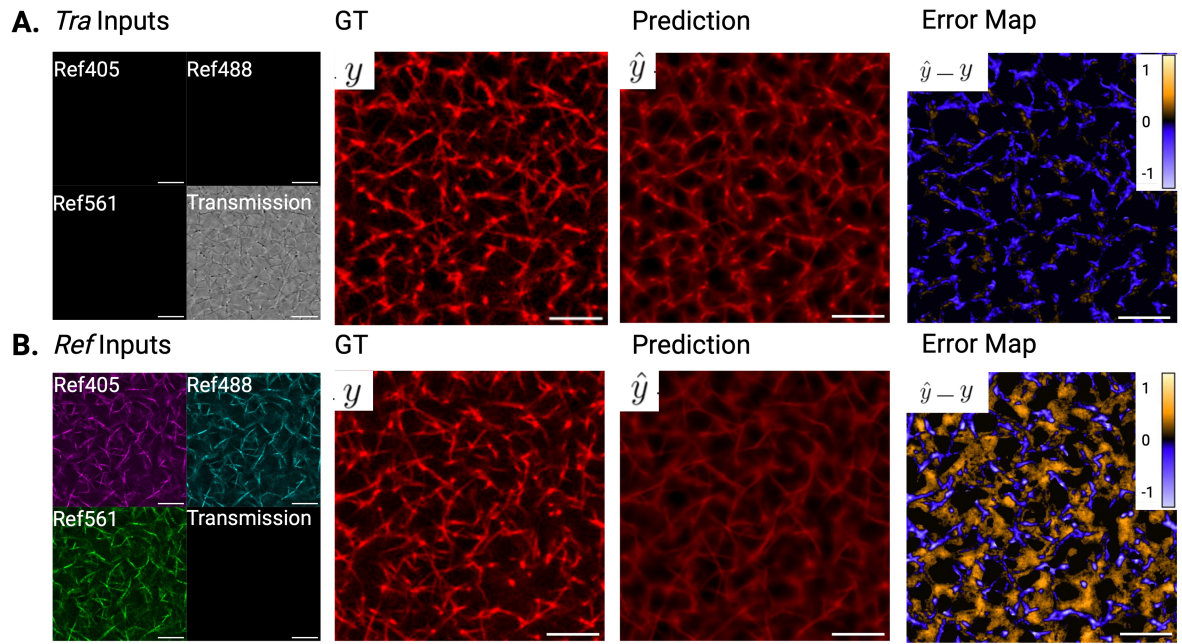 A. Tra Inputs GT Prediction Error Map
Ref405 Ref488
y ŷ ŷ – y
1
0
-1
Ref561 Transmission
B. Ref Inputs GT Prediction Error Map
Ref405 Ref488
y ŷ ŷ – y
1
0
-1
Ref561 Transmission